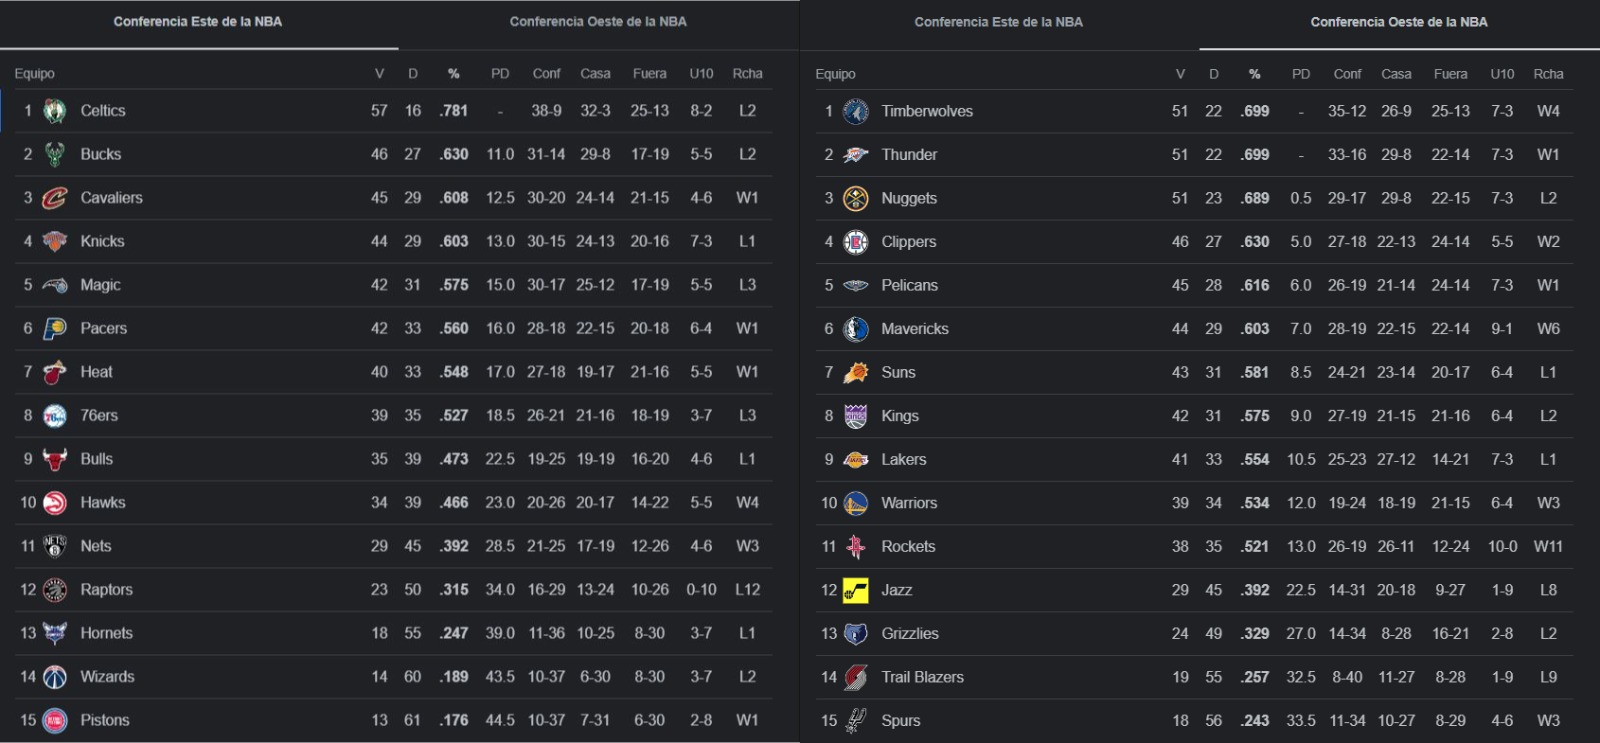 Conferencia Este de la NBA Conferencia Oeste de la NBA
Equipo V D % PD Conf Casa Fuera U10 Rcha
1 Celtics 57 16 .781 - 38-9 32-3 25-13 8-2 L2
2 Bucks 46 27 .630 11.0 31-14 29-8 17-19 5-5 L2
3 Cavaliers 45 29 .608 12.5 30-20 24-14 21-15 4-6 W1
4 Knicks 44 29 .603 13.0 30-15 24-13 20-16 7-3 L1
5 Magic 42 31 .575 15.0 30-17 25-12 17-19 5-5 L3
6 Pacers 42 33 .560 16.0 28-18 22-15 20-18 6-4 W1
7 Heat 40 33 .548 17.0 27-18 19-17 21-16 5-5 W1
8 76ers 39 35 .527 18.5 26-21 21-16 18-19 3-7 L3
9 Bulls 35 39 .473 22.5 19-25 19-19 16-20 4-6 L1
10 Hawks 34 39 .466 23.0 20-26 20-17 14-22 5-5 W4
11 NETS Nets 29 45 .392 28.5 21-25 17-19 12-26 4-6 W3
12 Raptors 23 50 .315 34.0 16-29 13-24 10-26 0-10 L12
13 Hornets 18 55 .247 39.0 11-36 10-25 8-30 3-7 L1
14 Wizards 14 60 .189 43.5 10-37 6-30 8-30 3-7 L2
15 Pistons 13 61 .176 44.5 10-37 7-31 6-30 2-8 W1
Conferencia Este de la NBA Conferencia Oeste de la NBA
Equipo V D % PD Conf Casa Fuera U10 Rcha
1 Timberwolves 51 22 .699 - 35-12 26-9 25-13 7-3 W4
2 Thunder 51 22 .699 - 33-16 29-8 22-14 7-3 W1
3 Nuggets 51 23 .689 0.5 29-17 29-8 22-15 7-3 L2
4 Clippers 46 27 .630 5.0 27-18 22-13 24-14 5-5 W2
5 Pelicans 45 28 .616 6.0 26-19 21-14 24-14 7-3 W1
6 Mavericks 44 29 .603 7.0 28-19 22-15 22-14 9-1 W6
7 Suns 43 31 .581 8.5 24-21 23-14 20-17 6-4 L1
8 Kings 42 31 .575 9.0 27-19 21-15 21-16 6-4 L2
9 Lakers 41 33 .554 10.5 25-23 27-12 14-21 7-3 L1
10 Warriors 39 34 .534 12.0 19-24 18-19 21-15 6-4 W3
11 Rockets 38 35 .521 13.0 26-19 26-11 12-24 10-0 W11
12 Jazz 29 45 .392 22.5 14-31 20-18 9-27 1-9 L8
13 Grizzlies 24 49 .329 27.0 14-34 8-28 16-21 2-8 L2
14 Trail Blazers 19 55 .257 32.5 8-40 11-27 8-28 1-9 L9
15 Spurs 18 56 .243 33.5 11-34 10-27 8-29 4-6 W3